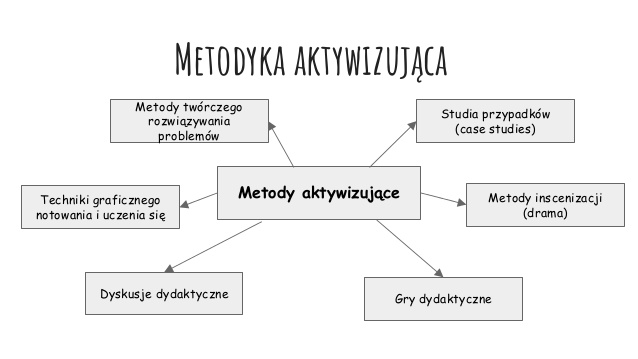 METODYKA AKTYWIZUJĄCA
Metody twórczego
rozwiązywania
problemów
Studia przypadków
(case studies)
Metody aktywizujące
Techniki graficznego
notowania i uczenia się
Metody inscenizacji
(drama)
Dyskusje dydaktyczne
Gry dydaktyczne